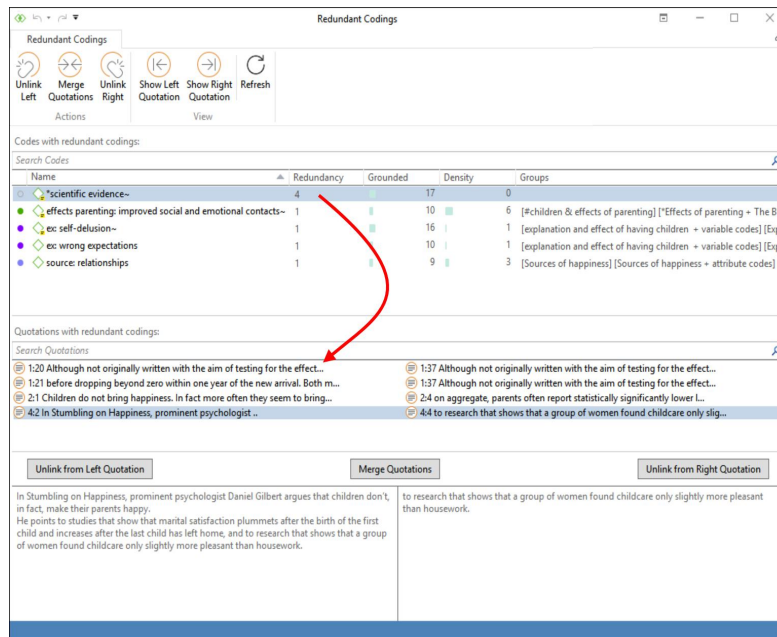 Redundant Codings
Redundant Codings
Unlink Left
Merge Quotations
Unlink Right
Show Left Quotation
Show Right Quotation
Refresh
Actions
View
Codes with redundant codings:
Search Codes
Name Redundancy Grounded Density Groups
*scientific evidence~ 4 17 0
effects parenting: improved social and emotional contacts~ 1 10 6 [#children & effects of parenting] [*Effects of parenting + The B
ex: self-delusion~ 1 16 1 [explanation and effect of having children + variable codes] [Exp
ex: wrong expectations 1 10 1 [explanation and effect of having children + variable codes] [Exp
source: relationships 1 9 3 [Sources of happiness] [Sources of happiness + attribute codes]
Quotations with redundant codings:
Search Quotations
1:20 Although not originally written with the aim of testing for the effect... 1:37 Although not originally written with the aim of testing for the effect...
1:21 before dropping beyond zero within one year of the new arrival. Both m... 1:37 Although not originally written with the aim of testing for the effect...
2:1 Children do not bring happiness. In fact more often they seem to bring... 2:4 on aggregate, parents often report statistically significantly lower l...
4:2 In Stumbling on Happiness, prominent psychologist .. 4:4 to research that shows that a group of women found childcare only slig...
Unlink from Left Quotation Merge Quotations Unlink from Right Quotation
In Stumbling on Happiness, prominent psychologist Daniel Gilbert argues that children don't,
in fact, make their parents happy.
He points to studies that show that marital satisfaction plummets after the birth of the first
child and increases after the last child has left home, and to research that shows that a group
of women found childcare only slightly more pleasant than housework.
to research that shows that a group of women found childcare only slightly more pleasant
than housework.